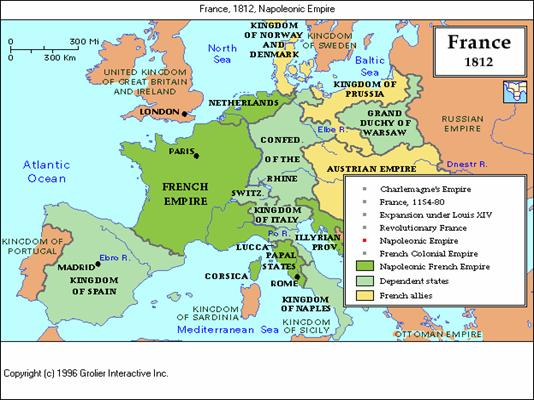 France, 1812, Napoleonic Empire
0 300 Mi
0 300 Km
France
1812
North
Sea
KINGDOM
OF NORWAY
AND
DENMARK
KINGDOM
OF SWEDEN
Baltic
Sea
UNITED KINGDOM
OF GREAT BRITAIN
AND IRELAND
LONDON
NETHERLANDS
KINGDOM OF
PRUSSIA
GRAND
DUCHY OF
WARSAW
RUSSIAN
EMPIRE
Elbe R.
CONFED.
OF THE
RHINE
PARIS
Atlantic
Ocean
FRENCH
EMPIRE
AUSTRIAN EMPIRE
Dnestr R.
SWITZ.
KINGDOM
OF ITALY
Po R.
ILLYRIAN
PROV.
LUCCA
PAPAL
STATES
ROME
CORSICA
KINGDOM OF
PORTUGAL
MADRID
Ebro R.
KINGDOM
OF SPAIN
KINGDOM
OF
SARDINIA
KINGDOM
OF NAPLES
Mediterranean Sea
KINGDOM
OF SICILY
OTTOMAN EMPIRE
Charlemagne's Empire
France, 1154-80
Expansion under Louis XIV
Revolutionary France
Napoleonic Empire
French Colonial Empire
Napoleonic French Empire
Dependent states
French allies
Copyright (c) 1996 Grolier Interactive Inc.